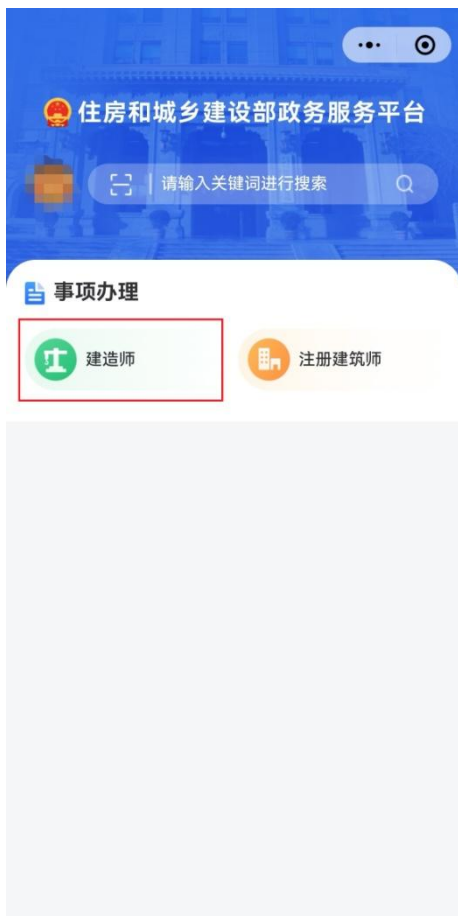 住房和城乡建设部政务服务平台
请输入关键词进行搜索
事项办理
建造师
注册建筑师